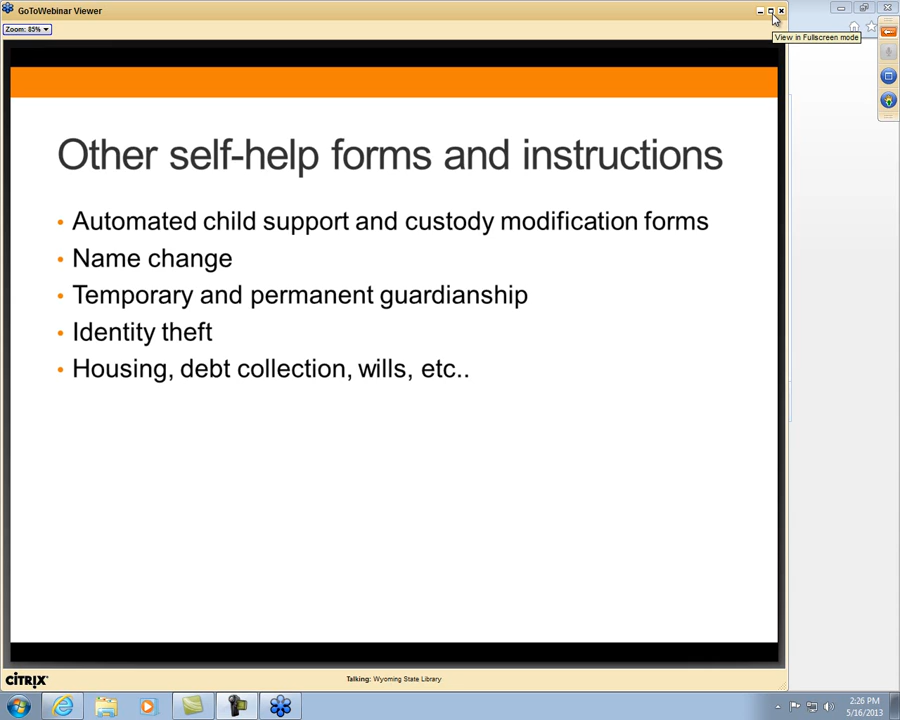 GoToWebinar Viewer
Zoom: 85%
View in Fullscreen mode
Other self-help forms and instructions
• Automated child support and custody modification forms
• Name change
• Temporary and permanent guardianship
• Identity theft
• Housing, debt collection, wills, etc..
CITRIX
Talking: Wyoming State Library
2:26 PM
5/16/2013